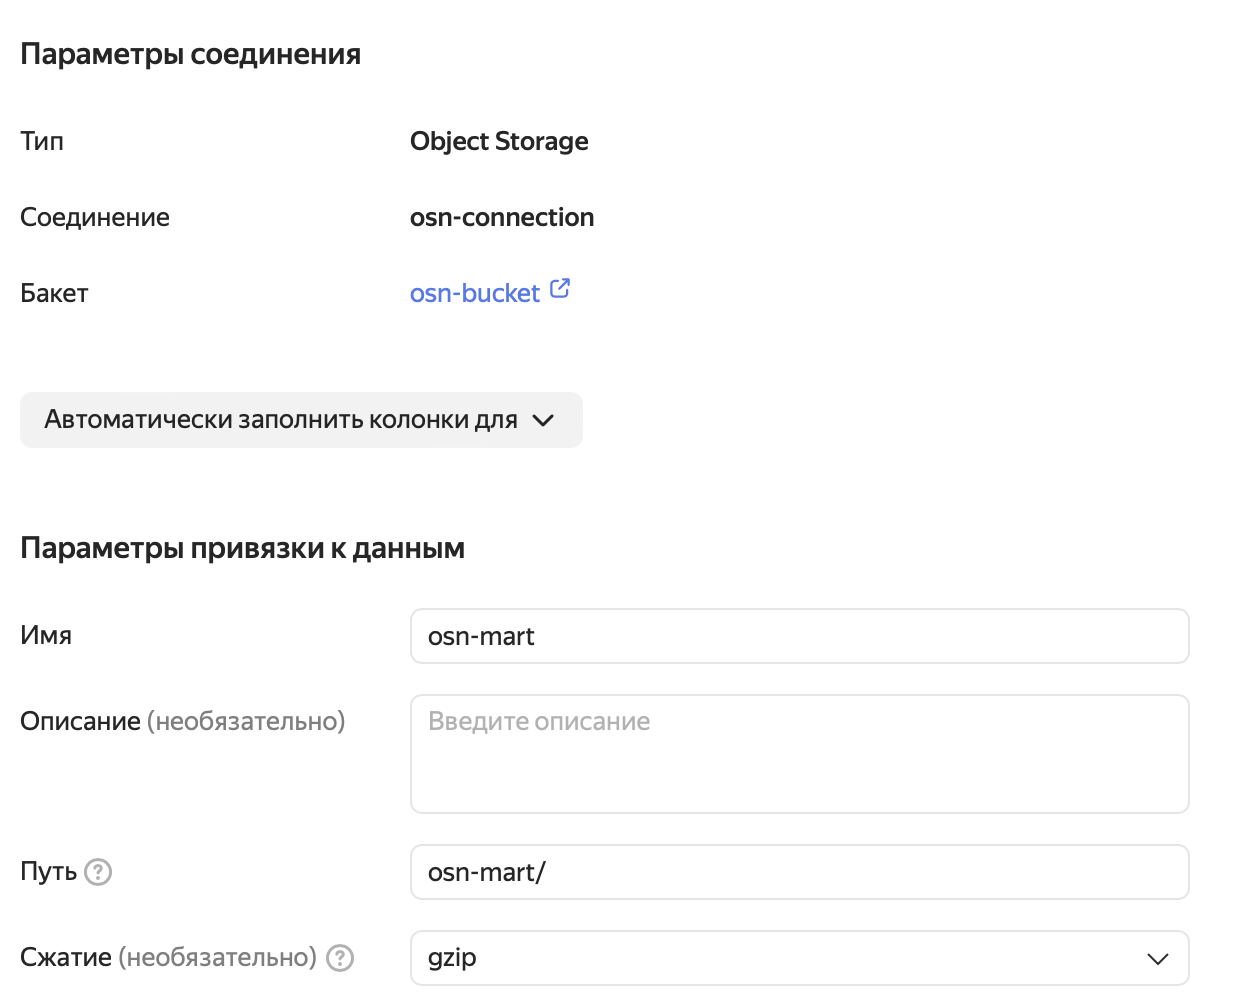 Параметры соединения
Тип Object Storage
Соединение osn-connection
Бакет osn-bucket
Автоматически заполнить колонки для
Параметры привязки к данным
Имя osn-mart
Описание (необязательно) Введите описание
Путь ? osn-mart/
Сжатие (необязательно) ? gzip